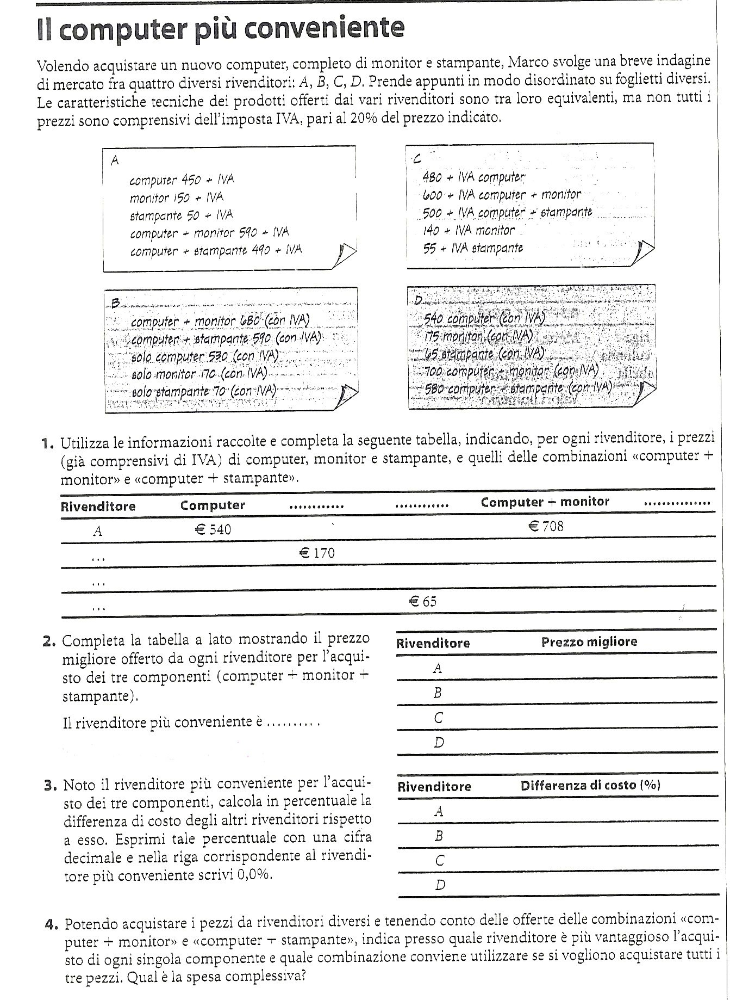 Il computer più conveniente
Volendo acquistare un nuovo computer, completo di monitor e stampante, Marco svolge una breve indagine
di mercato fra quattro diversi rivenditori: A, B, C, D. Prende appunti in modo disordinato su foglietti diversi.
Le caratteristiche tecniche dei prodotti offerti dai vari rivenditori sono tra loro equivalenti, ma non tutti i
prezzi sono comprensivi dell'imposta IVA, pari al 20% del prezzo indicato.
A
computer 450 + IVA
monitor 150 + IVA
stampante 50 + IVA
computer + monitor 590 + IVA
computer + stampante 490 + IVA
C
480 + IVA computer
600 + IVA computer + monitor
500 + IVA computer + stampante
140 + IVA monitor
55 + IVA stampante
B
computer + monitor 680 (con IVA)
computer + stampante 590 (con IVA)
solo computer 530 (con IVA)
solo monitor 170 (con IVA)
solo stampante 70 (con IVA)
D
540 computer (con IVA)
175 monitor (con IVA)
65 stampante (con IVA)
700 computer + monitor (con IVA)
580 computer + stampante (con IVA)
1. Utilizza le informazioni raccolte e completa la seguente tabella, indicando, per ogni rivenditore, i prezzi
(già comprensivi di IVA) di computer, monitor e stampante, e quelli delle combinazioni «computer +
monitor» e «computer + stampante».
Rivenditore Computer ............ ............ Computer + monitor ...............
A € 540 € 708
... € 170
...
... € 65
2. Completa la tabella a lato mostrando il prezzo
migliore offerto da ogni rivenditore per l'acqui-
sto dei tre componenti (computer + monitor +
stampante).
Il rivenditore più conveniente è ..........
Rivenditore Prezzo migliore
A
B
C
D
3. Noto il rivenditore più conveniente per l'acqui-
sto dei tre componenti, calcola in percentuale la
differenza di costo degli altri rivenditori rispetto
a esso. Esprimi tale percentuale con una cifra
decimale e nella riga corrispondente al rivendi-
tore più conveniente scrivi 0,0%.
Rivenditore Differenza di costo (%)
A
B
C
D
4. Potendo acquistare i pezzi da rivenditori diversi e tenendo conto delle offerte delle combinazioni «com-
puter + monitor» e «computer + stampante», indica presso quale rivenditore è più vantaggioso l'acqui-
sto di ogni singola componente e quale combinazione conviene utilizzare se si vogliono acquistare tutti i
tre pezzi. Qual è la spesa complessiva?